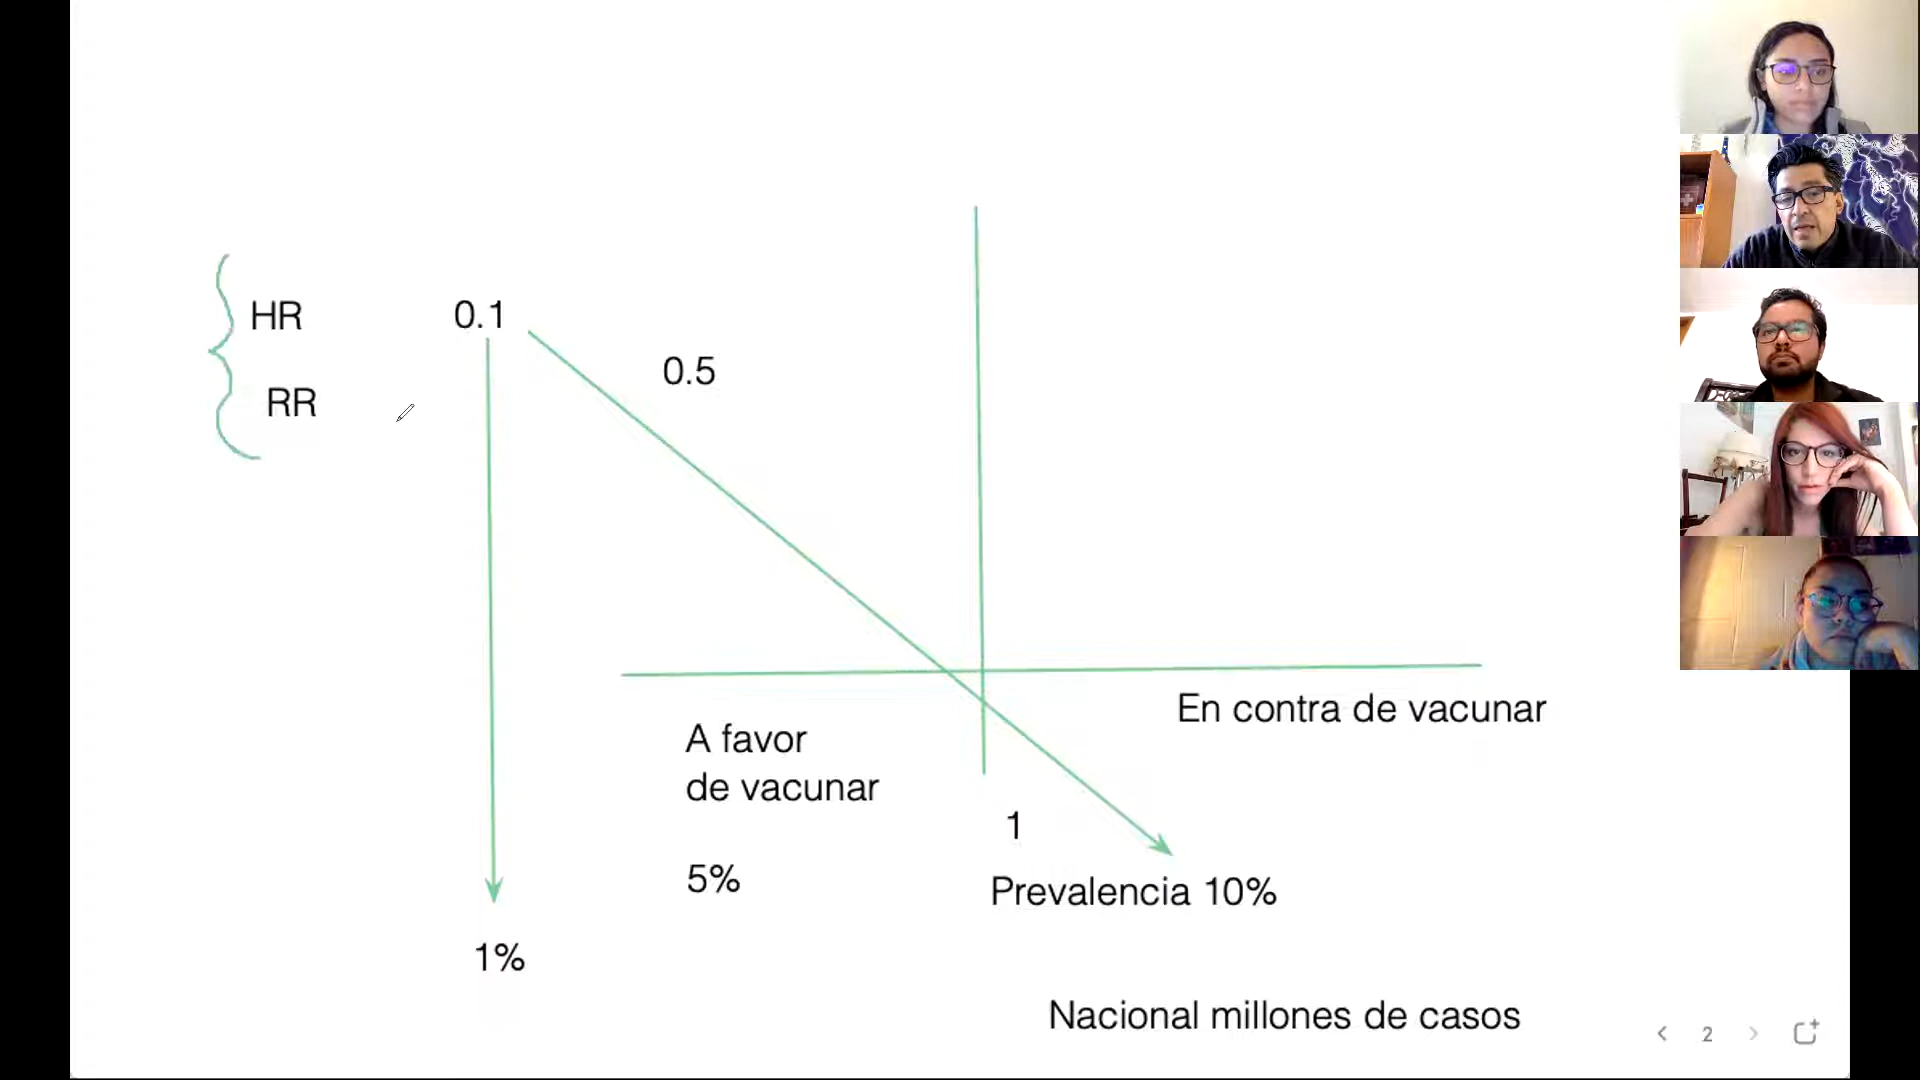 HR
0.1
0.5
RR
En contra de vacunar
A favor
de vacunar
1
5%
Prevalencia 10%
1%
Nacional millones de casos
2